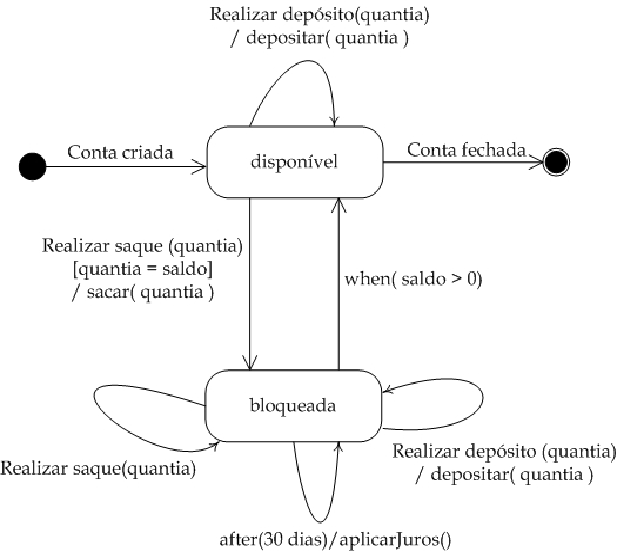 Realizar depósito(quantia)
/ depositar( quantia )
Conta criada
disponível
Conta fechada
Realizar saque (quantia)
[quantia = saldo]
/ sacar( quantia )
when( saldo > 0)
bloqueada
Realizar saque(quantia)
Realizar depósito (quantia)
/ depositar( quantia )
after(30 dias)/aplicarJuros()